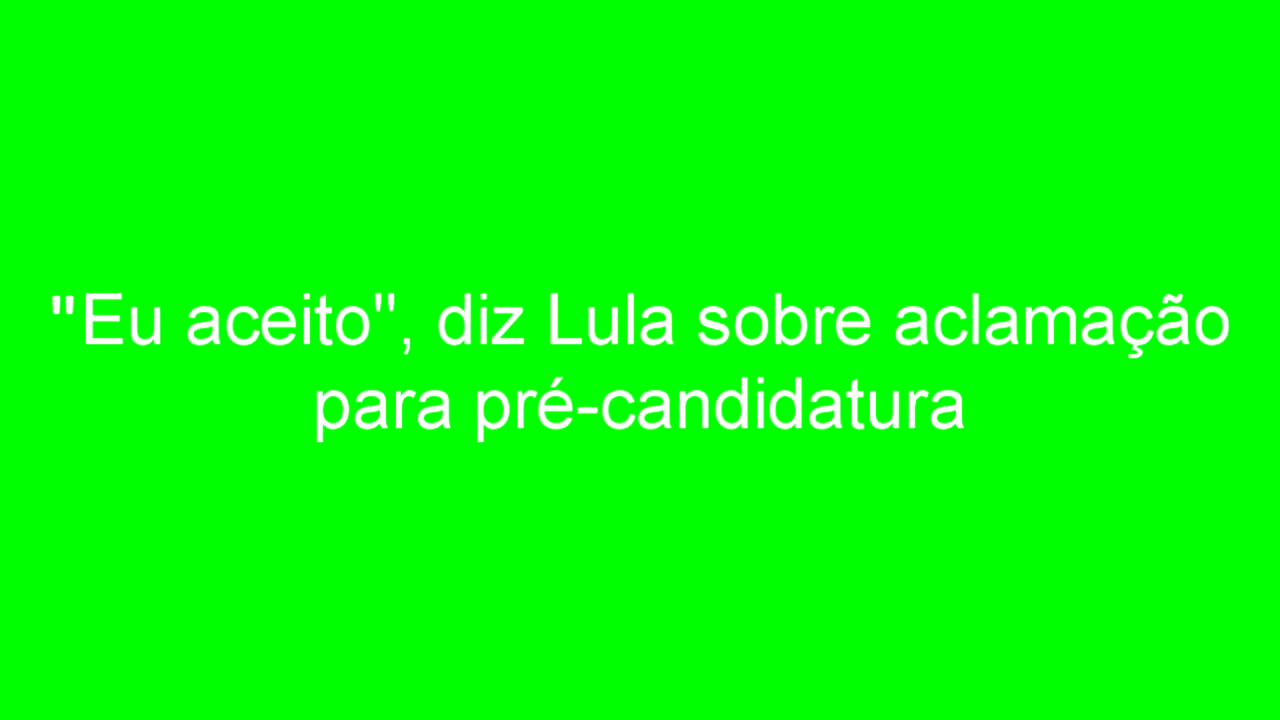 "Eu aceito", diz Lula sobre aclamação
para pré-candidatura